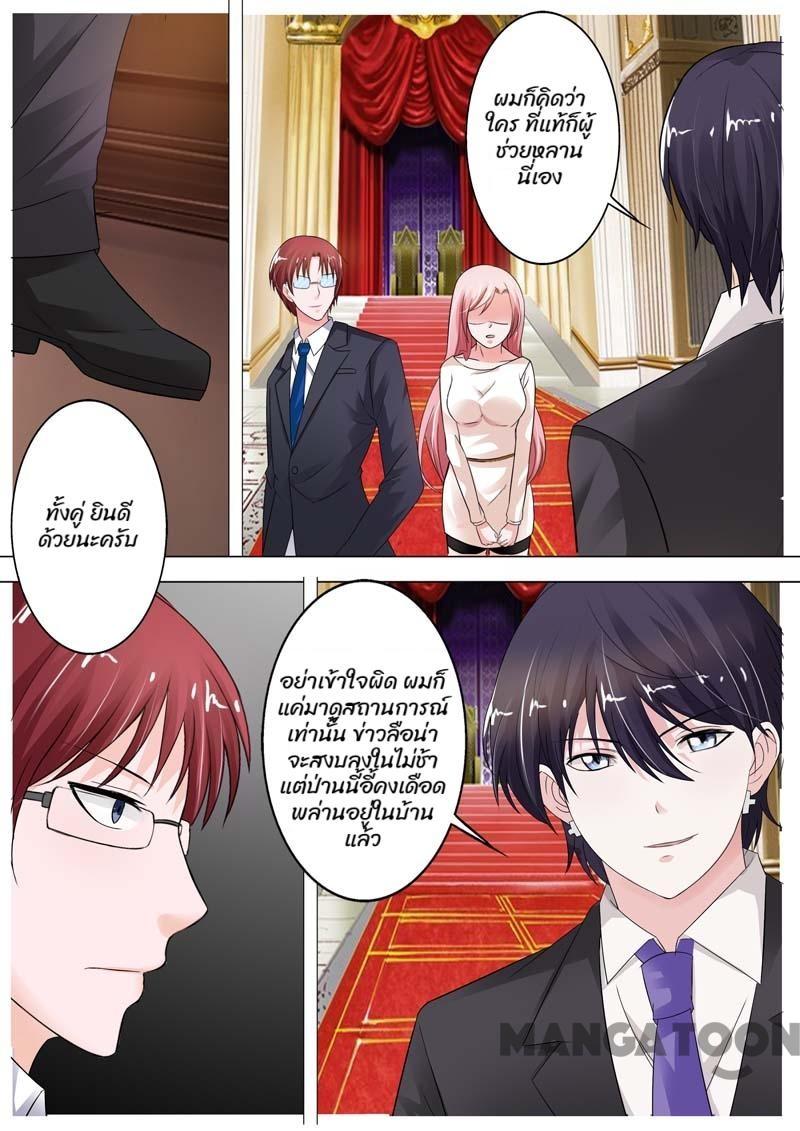 ผมก็คิดว่า
ใคร ที่แท้ก็ผู้
ช่วยหลาน
นี่เอง
ทั้งคู่ ยินดี
ด้วยนะครับ
อย่าเข้าใจผิด ผมก็
แค่มาดูสถานการณ์
เท่านั้น ข่าวลือน่า
จะสงบลงในไม่ช้า
แต่ป่านนี้อี้คงเดือด
พล่านอยู่ในบ้าน
แล้ว
MANGATOON